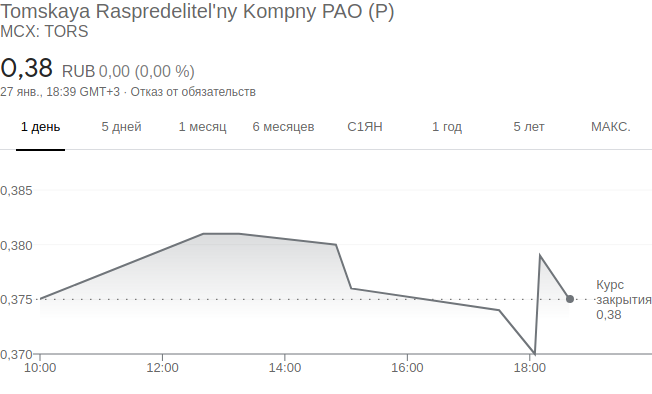 Tomskaya Raspredelitel'ny Kompny PAO (P)
MCX: TORS
0,38 RUB 0,00 (0,00 %)
27 янв., 18:39 GMT+3 · Отказ от обязательств
1 день 5 дней 1 месяц 6 месяцев С1ЯН 1 год 5 лет МАКС.
0,385
0,380
0,375
0,370
Курс
закрытия
0,38
10:00 12:00 14:00 16:00 18:00